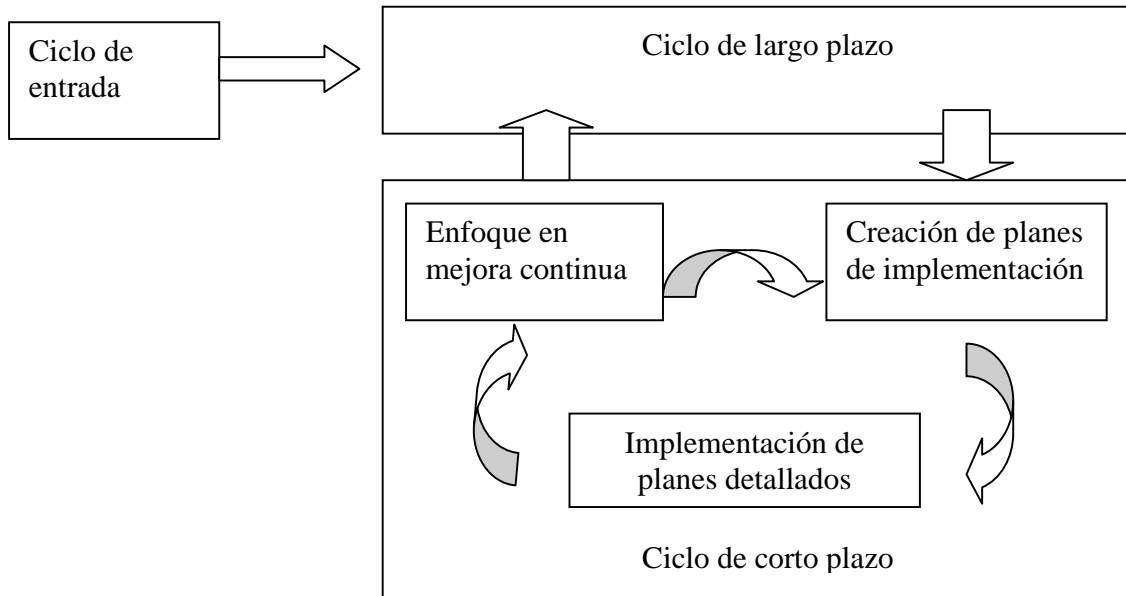 Ciclo de
entrada
Ciclo de largo plazo
Enfoque en
mejora continua
Creación de planes
de implementación
Implementación de
planes detallados
Ciclo de corto plazo